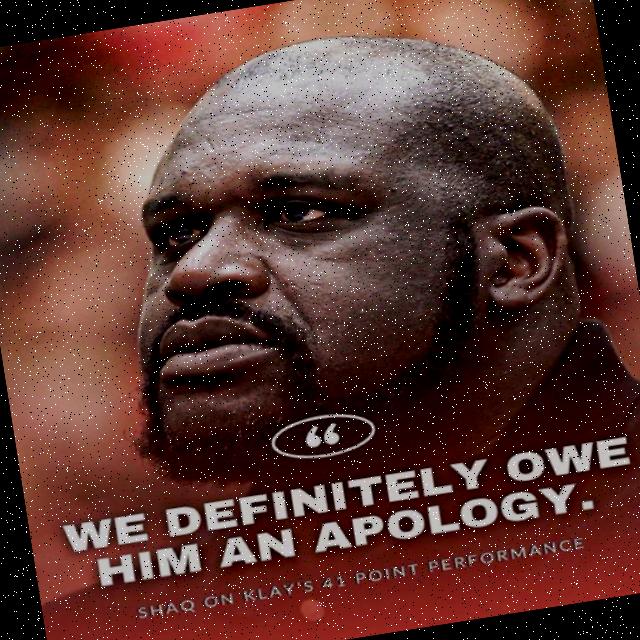 ❝
WE DEFINITELY OWE
HIM AN APOLOGY.
SHAQ ON KLAY'S 41 POINT PERFORMANCE